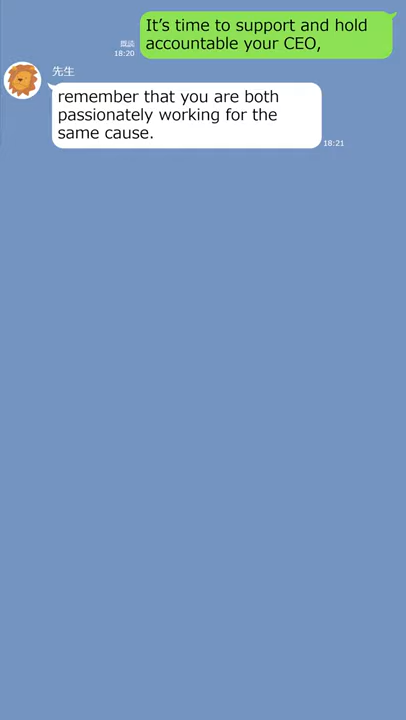 It’s time to support and hold
accountable your CEO,
既読
18:20
先生
remember that you are both
passionately working for the
same cause.
18:21